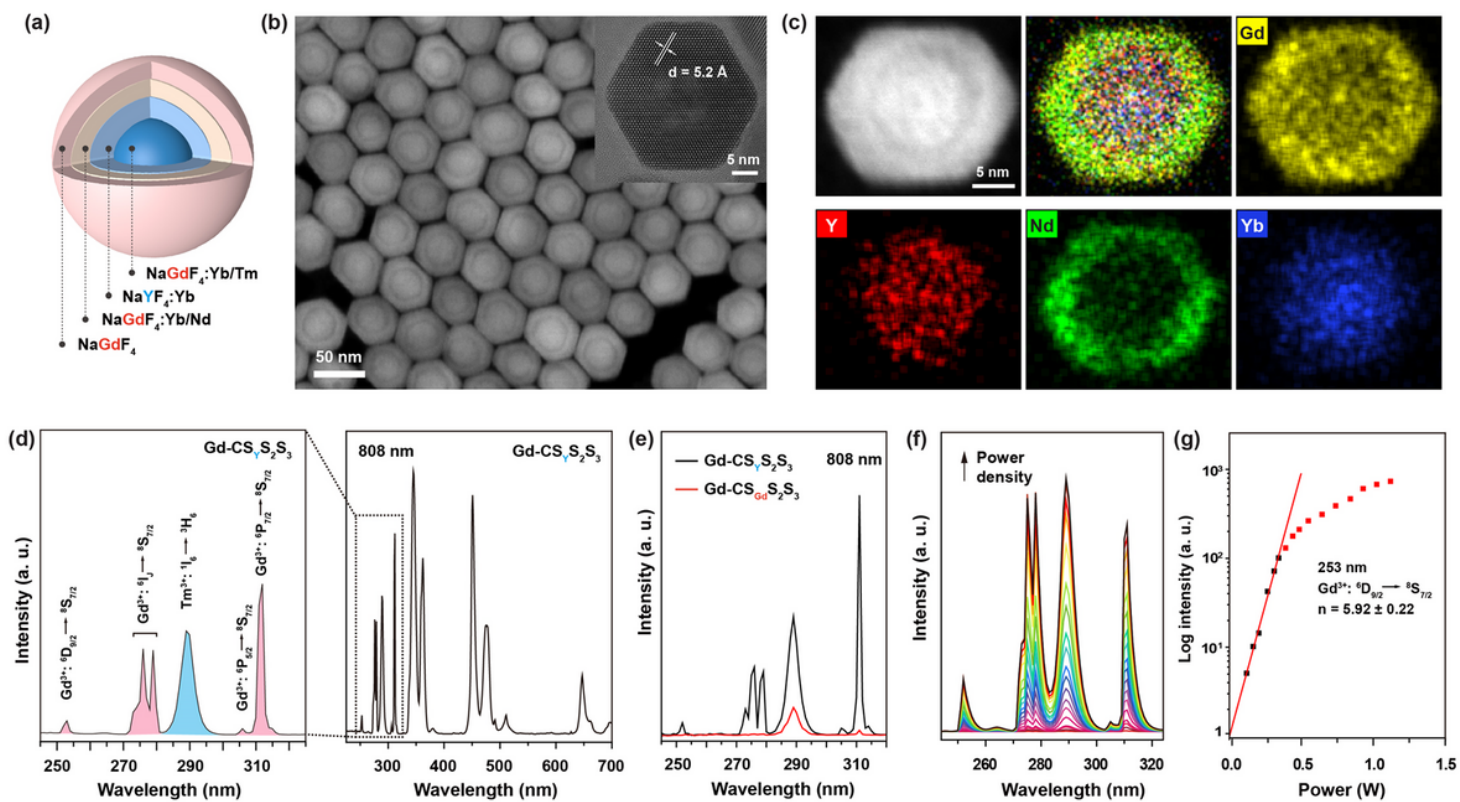 (a)
NaGdF₄:Yb/Tm
NaYF₄:Yb
NaGdF₄:Yb/Nd
NaGdF₄
(b)
d = 5.2 Å
5 nm
50 nm
(c)
5 nm
Gd
Y
Nd
Yb
(d)
Gd-CS_YS₂S₃
Gd³⁺: ⁶D₉/₂ → ⁸S₇/₂
Gd³⁺: ⁶I_J → ⁸S₇/₂
Tm³⁺: ¹I₆ → ³H₆
Gd³⁺: ⁶P₅/₂ → ⁸S₇/₂
Gd³⁺: ⁶P₇/₂ → ⁸S₇/₂
Intensity (a. u.)
250 270 290 310
Wavelength (nm)
808 nm
Gd-CS_YS₂S₃
300 400 500 600 700
Wavelength (nm)
(e)
Gd-CS_YS₂S₃
Gd-CS_GdS₂S₃
808 nm
Intensity (a. u.)
250 270 290 310
Wavelength (nm)
(f)
Power
density
Intensity (a. u.)
260 280 300 320
Wavelength (nm)
(g)
Log intensity (a. u.)
10³
10²
10¹
1
253 nm
Gd³⁺: ⁶D₉/₂ → ⁸S₇/₂
n = 5.92 ± 0.22
0.0 0.5 1.0 1.5
Power (W)